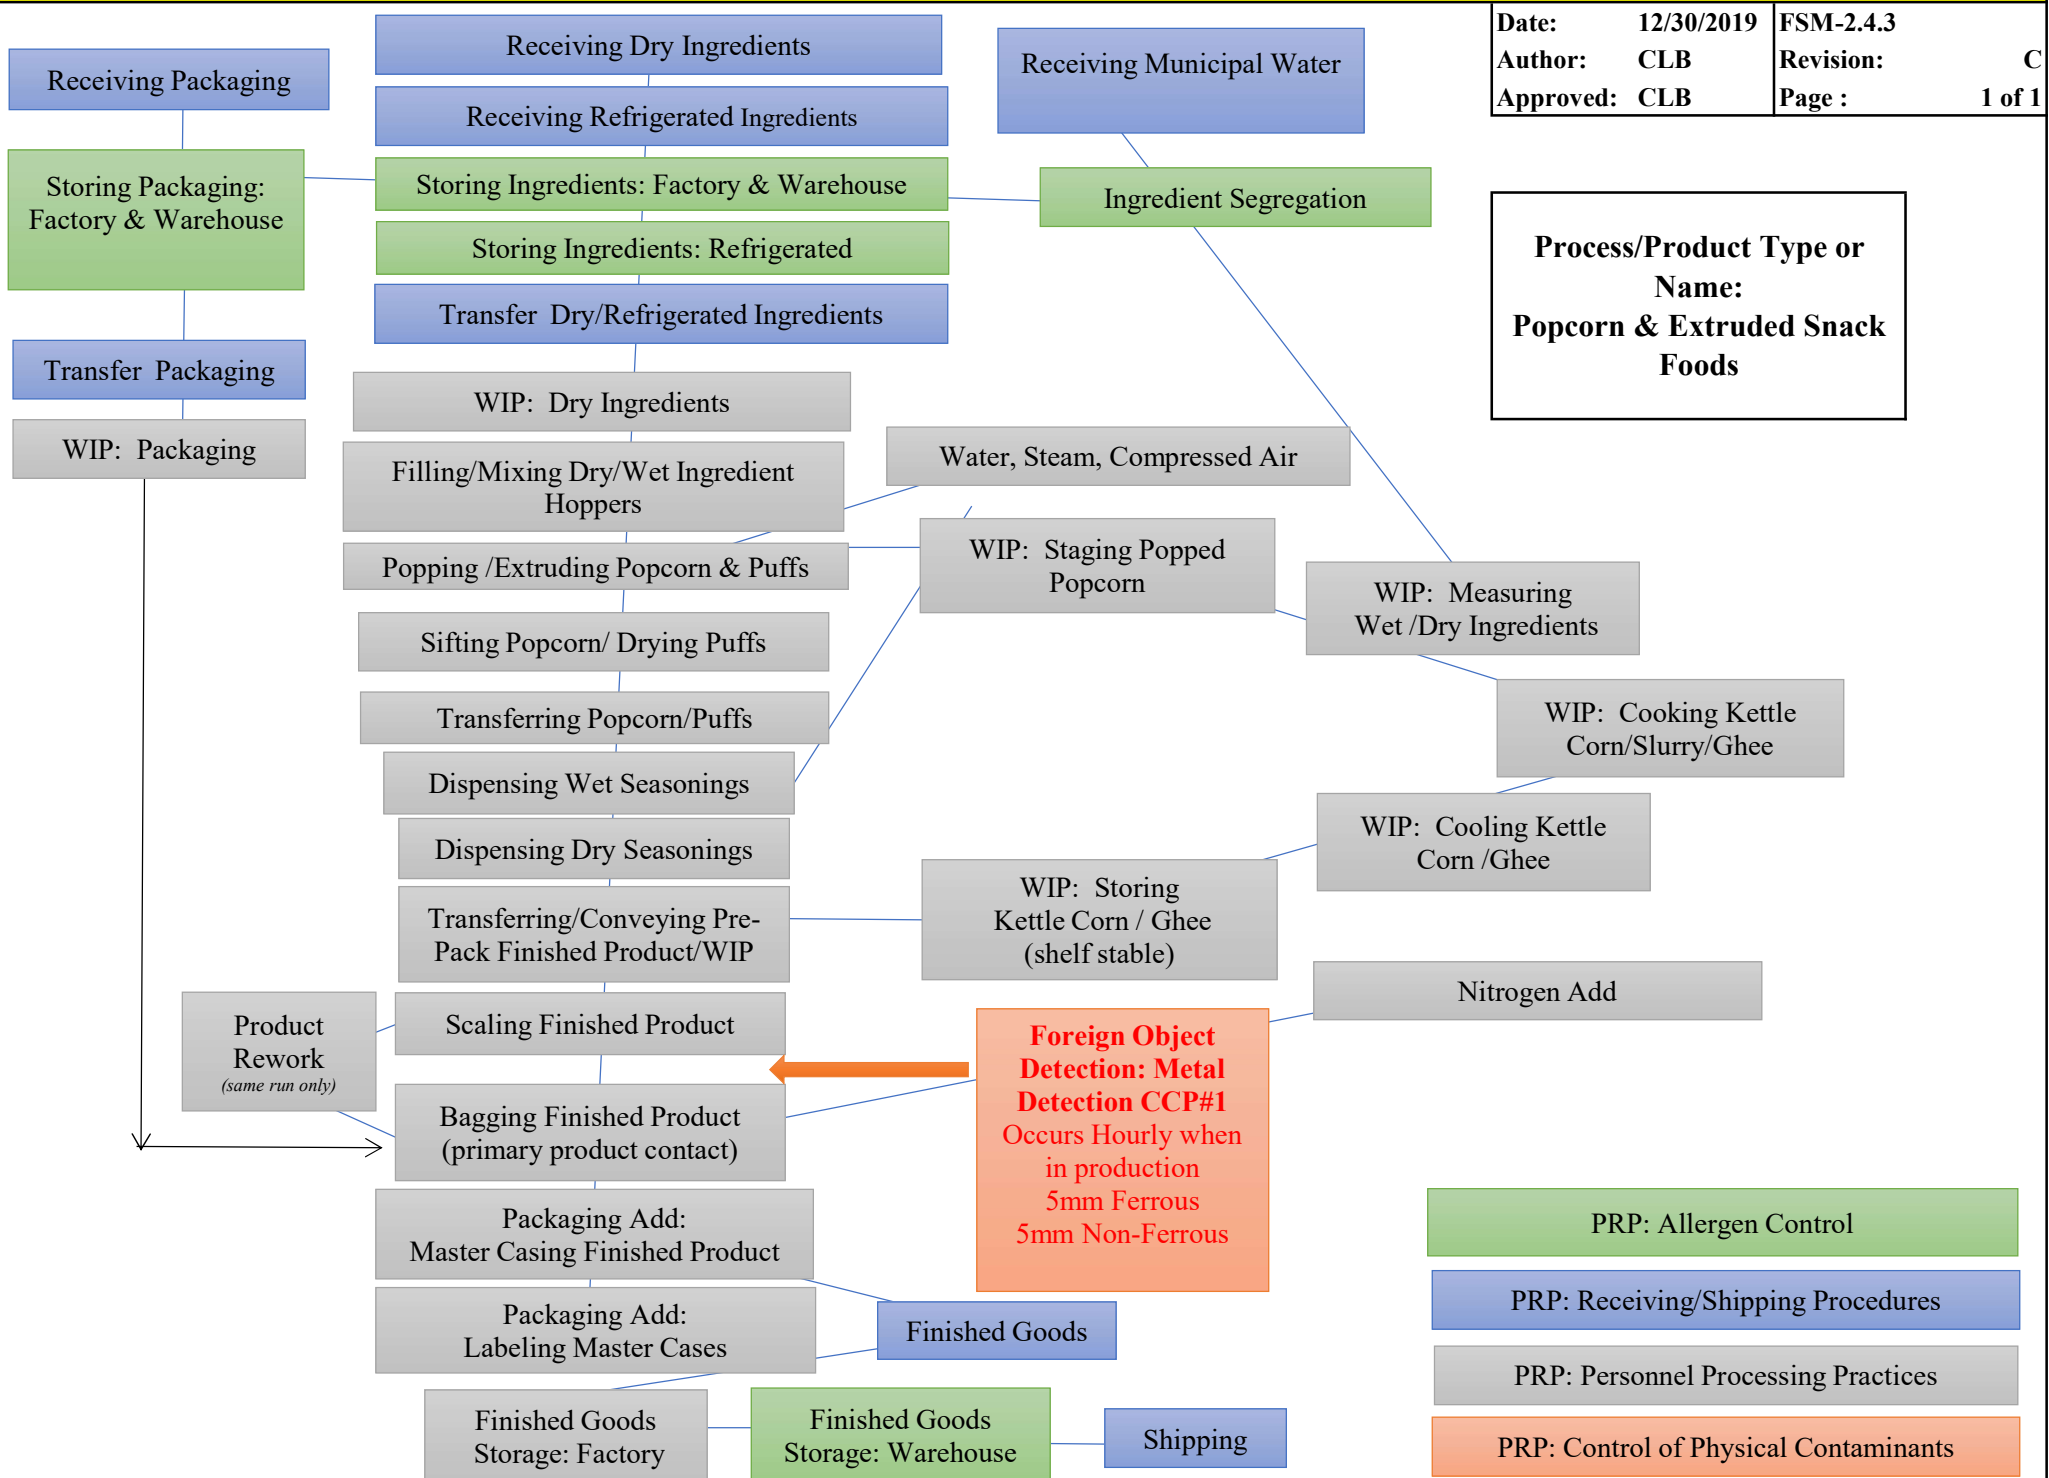 Date: 12/30/2019 FSM-2.4.3
Author: CLB Revision: C
Approved: CLB Page : 1 of 1
Receiving Dry Ingredients
Receiving Packaging
Receiving Municipal Water
Receiving Refrigerated Ingredients
Storing Packaging:
Factory & Warehouse
Storing Ingredients: Factory & Warehouse
Ingredient Segregation
Storing Ingredients: Refrigerated
Process/Product Type or
Name:
Popcorn & Extruded Snack
Foods
Transfer Dry/Refrigerated Ingredients
Transfer Packaging
WIP: Dry Ingredients
WIP: Packaging
Water, Steam, Compressed Air
Filling/Mixing Dry/Wet Ingredient
Hoppers
Popping /Extruding Popcorn & Puffs
WIP: Staging Popped
Popcorn
WIP: Measuring
Wet /Dry Ingredients
Sifting Popcorn/ Drying Puffs
Transferring Popcorn/Puffs
WIP: Cooking Kettle
Corn/Slurry/Ghee
Dispensing Wet Seasonings
WIP: Cooling Kettle
Corn /Ghee
Dispensing Dry Seasonings
WIP: Storing
Kettle Corn / Ghee
(shelf stable)
Transferring/Conveying Pre-
Pack Finished Product/WIP
Nitrogen Add
Product
Rework
(same run only)
Scaling Finished Product
Foreign Object
Detection: Metal
Detection CCP#1
Occurs Hourly when
in production
5mm Ferrous
5mm Non-Ferrous
Bagging Finished Product
(primary product contact)
Packaging Add:
Master Casing Finished Product
PRP: Allergen Control
PRP: Receiving/Shipping Procedures
Packaging Add:
Labeling Master Cases
Finished Goods
PRP: Personnel Processing Practices
Finished Goods
Storage: Factory
Finished Goods
Storage: Warehouse
Shipping
PRP: Control of Physical Contaminants